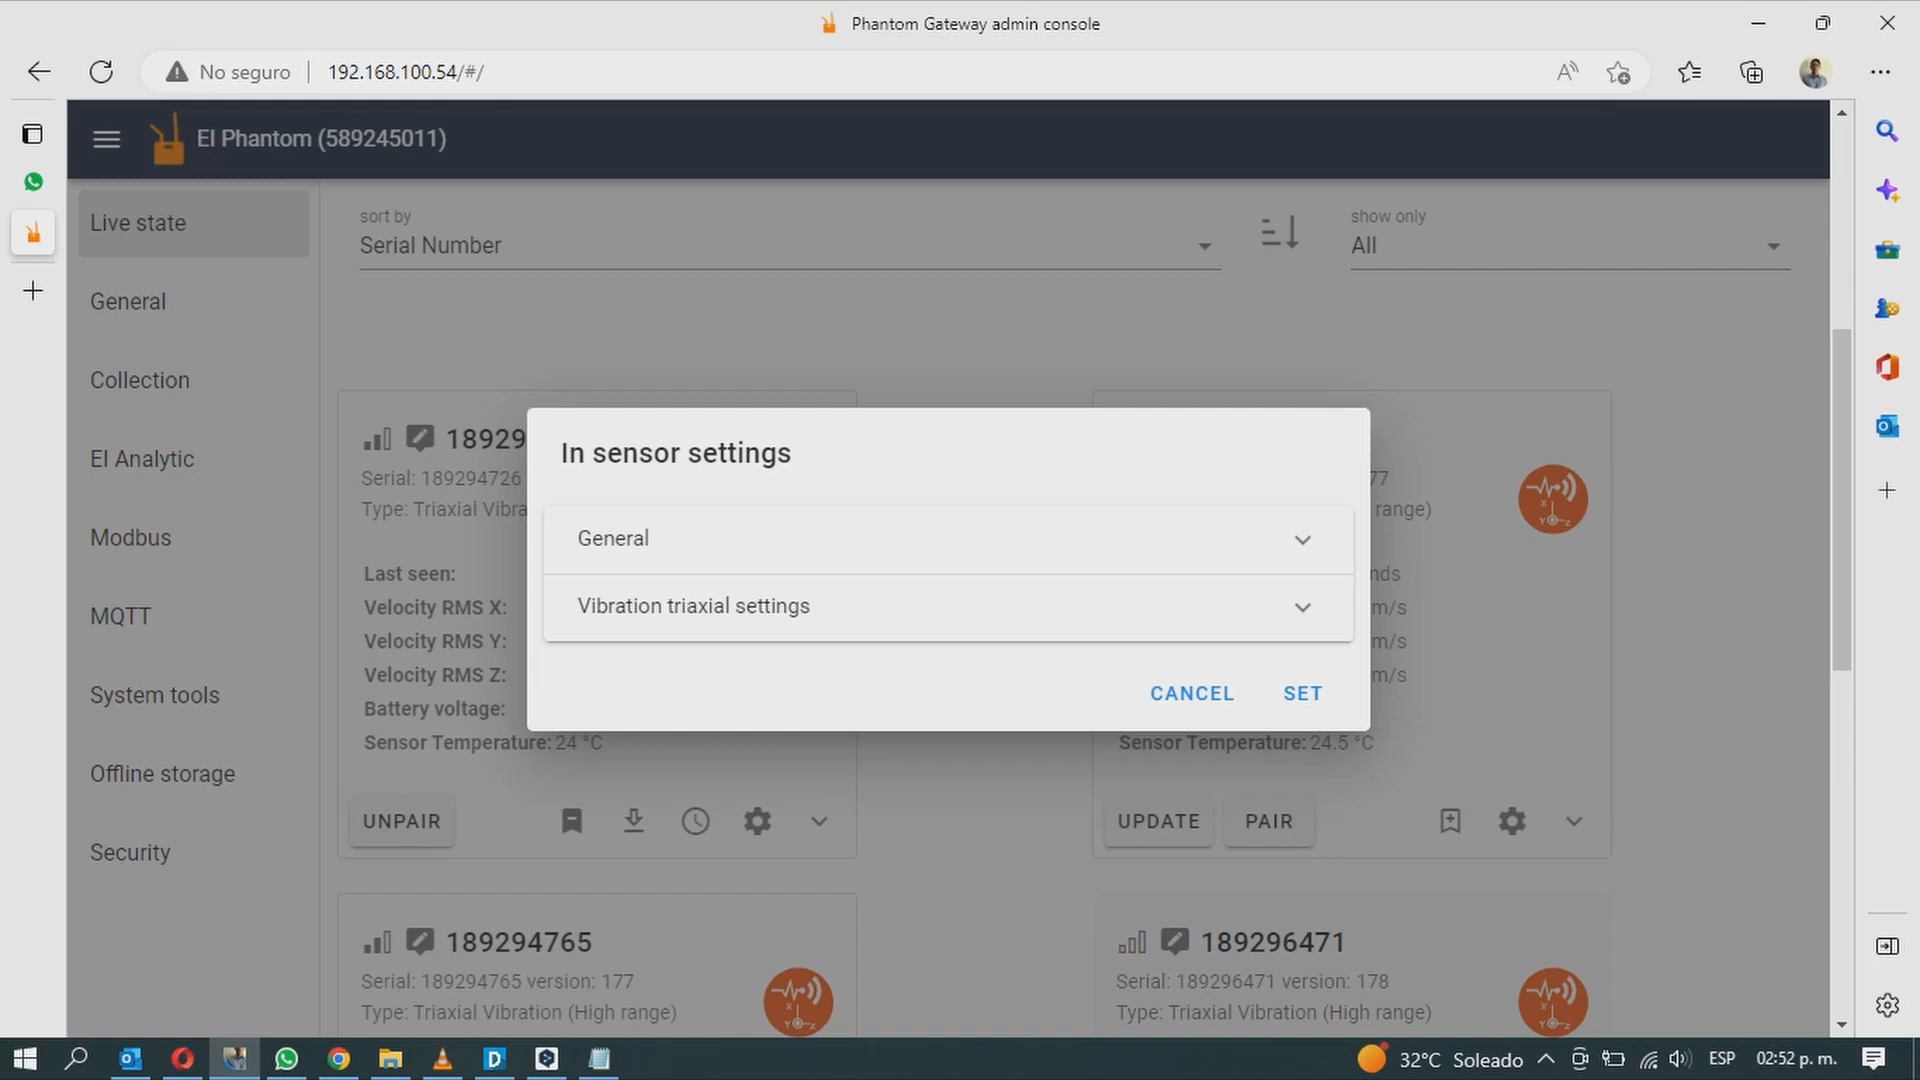 Phantom Gateway admin console
No seguro
192.168.100.54/#/
EI Phantom (589245011)
Live state
General
Collection
EI Analytic
Modbus
MQTT
System tools
Offline storage
Security
sort by
Serial Number
show only
All
18929
Serial: 189294726
Type: Triaxial Vibra
Last seen:
Velocity RMS X:
Velocity RMS Y:
Velocity RMS Z:
Battery voltage:
Sensor Temperature: 24 °C
UNPAIR
77
range)
nds
m/s
m/s
m/s
Sensor Temperature: 24.5 °C
UPDATE
PAIR
In sensor settings
General
Vibration triaxial settings
CANCEL
SET
189294765
Serial: 189294765 version: 177
Type: Triaxial Vibration (High range)
189296471
Serial: 189296471 version: 178
Type: Triaxial Vibration (High range)
32°C Soleado
ESP
02:52 p. m.